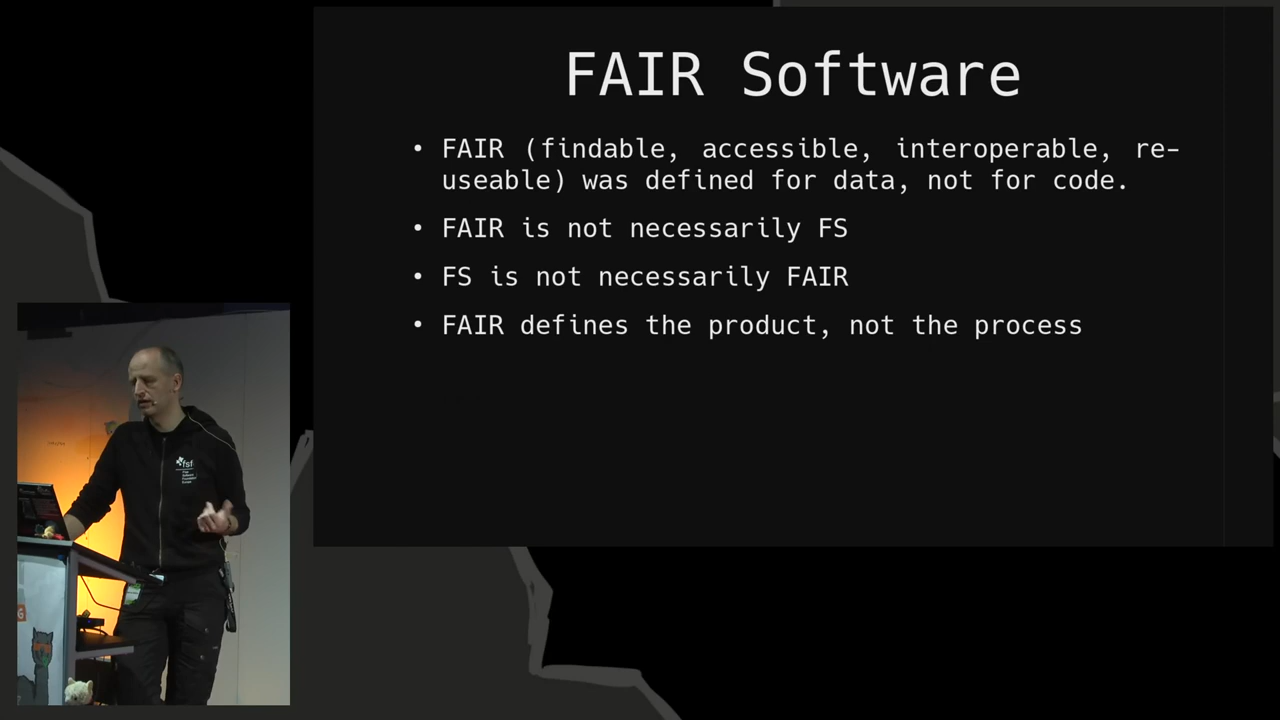 FAIR Software
• FAIR (findable, accessible, interoperable, re-
useable) was defined for data, not for code.
• FAIR is not necessarily FS
• FS is not necessarily FAIR
• FAIR defines the product, not the process
fsf